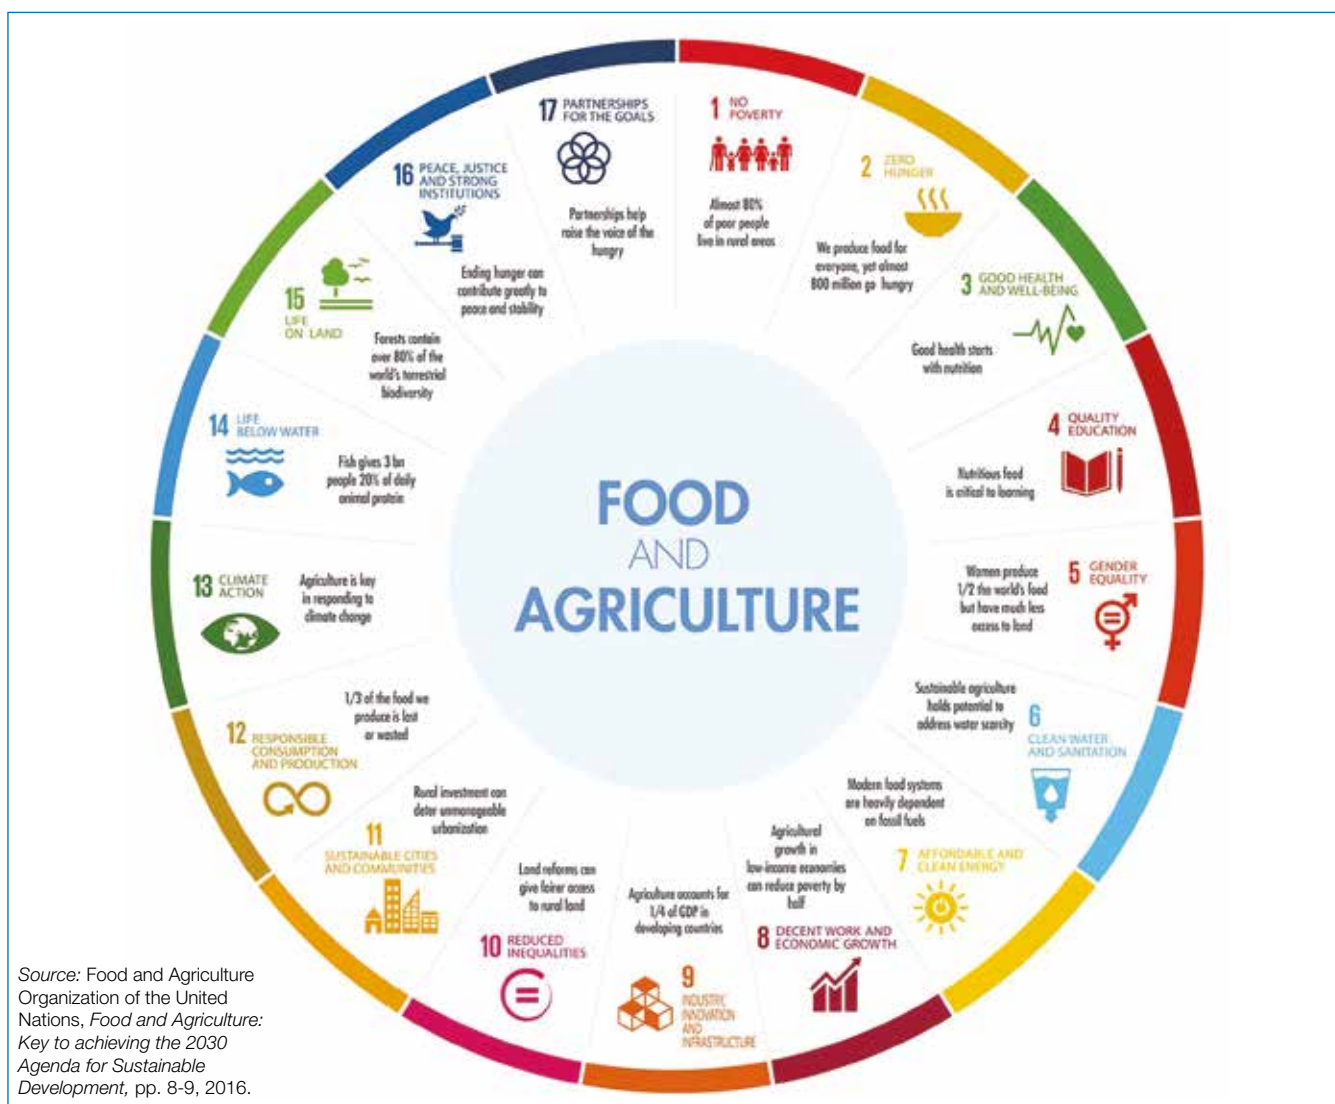 17 PARTNERSHIPS
FOR THE GOALS
Partnerships help
raise the voice of the
hungry
1 NO
POVERTY
Almost 80%
of poor people
live in rural areas
2 ZERO
HUNGER
We produce food for
everyone, yet almost
800 million go hungry
3 GOOD HEALTH
AND WELL-BEING
Good health starts
with nutrition
4 QUALITY
EDUCATION
Nutritious food
is critical to learning
5 GENDER
EQUALITY
Women produce
1/2 the world's food
but have much less
access to land
Sustainable agriculture
holds potential to
address water scarcity
6
CLEAN WATER
AND SANITATION
Modern food systems
are heavily dependent
on fossil fuels
7 AFFORDABLE AND
CLEAN ENERGY
Agricultural
growth in
low-income economies
can reduce poverty by
half
8 DECENT WORK AND
ECONOMIC GROWTH
Agriculture accounts for
1/4 of GDP in
developing countries
9
INDUSTRY,
INNOVATION
AND
INFRASTRUCTURE
Land reforms can
give fairer access
to rural land
10 REDUCED
INEQUALITIES
Rural investment can
deter unmanageable
urbanization
11
SUSTAINABLE CITIES
AND COMMUNITIES
1/3 of the food we
produce is lost
or wasted
12 RESPONSIBLE
CONSUMPTION
AND PRODUCTION
13 CLIMATE
ACTION
Agriculture is key
in responding to
climate change
14 LIFE
BELOW WATER
Fish gives 3 bn
people 20% of daily
animal protein
15
LIFE
ON LAND
Forests contain
over 80% of the
world's terrestrial
biodiversity
16 PEACE, JUSTICE
AND STRONG
INSTITUTIONS
Ending hunger can
contribute greatly to
peace and stability
FOOD
AND
AGRICULTURE
Source: Food and Agriculture
Organization of the United
Nations, Food and Agriculture:
Key to achieving the 2030
Agenda for Sustainable
Development, pp. 8-9, 2016.